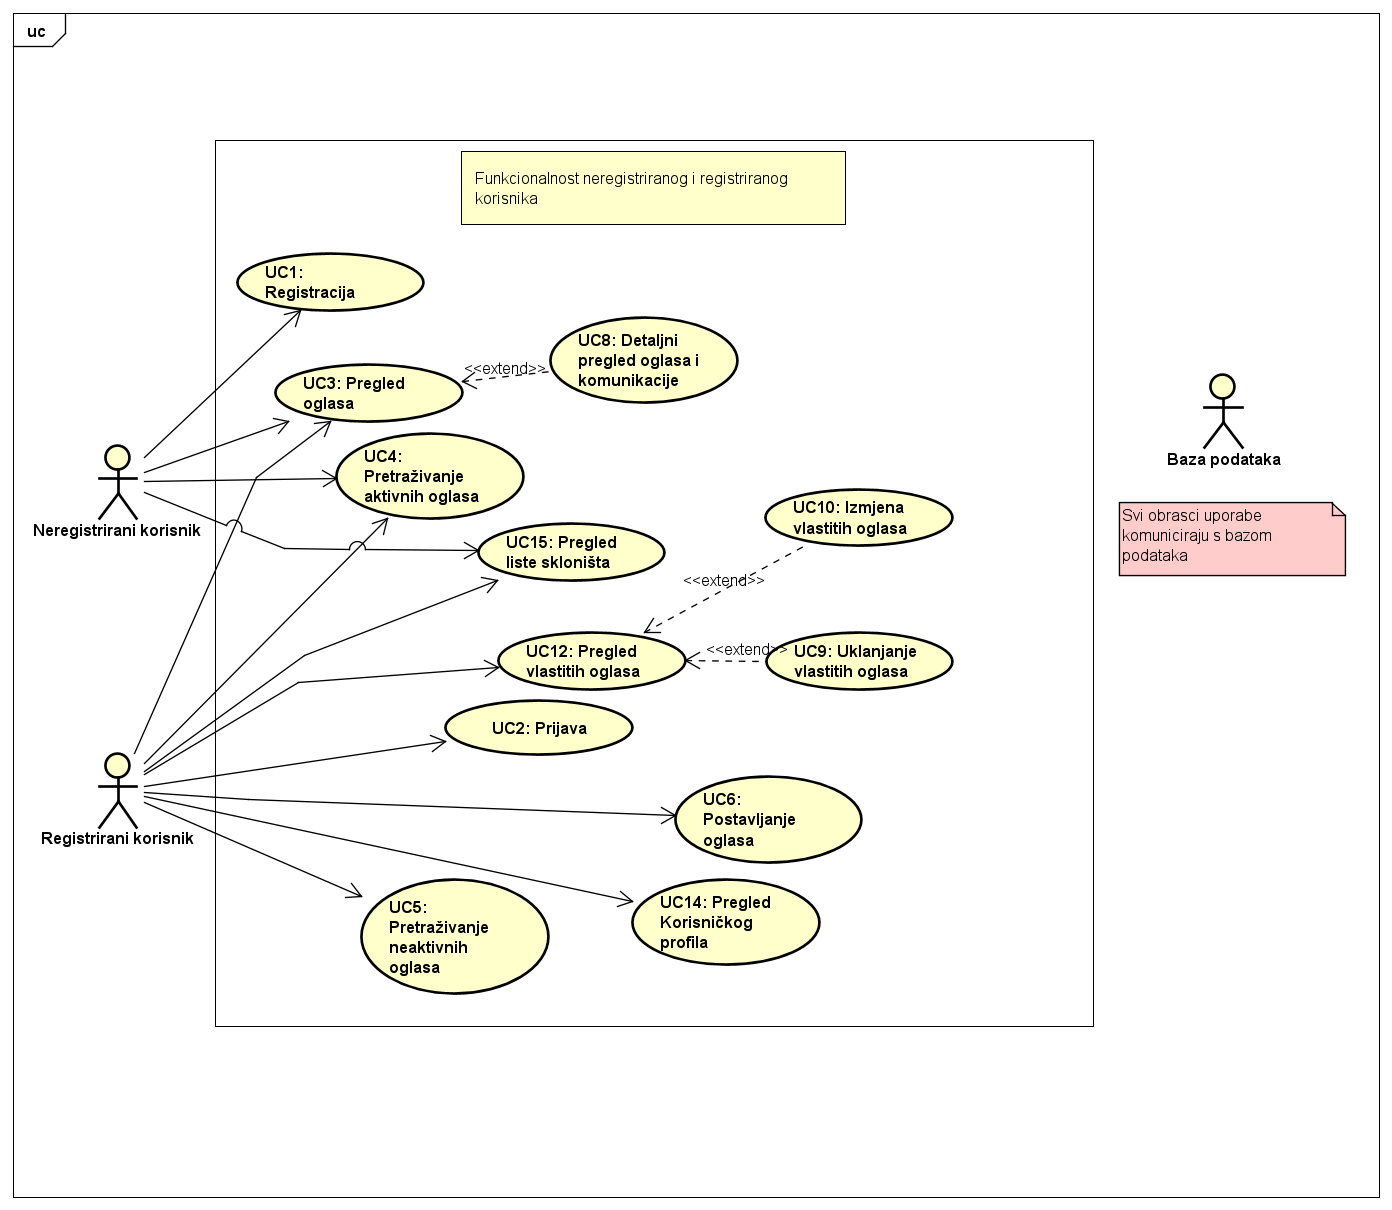 uc
Funkcionalnost neregistriranog i registriranog
korisnika
UC1:
Registracija
UC8: Detaljni
pregled oglasa i
komunikacije
<<extend>>
UC3: Pregled
oglasa
UC4:
Pretraživanje
aktivnih oglasa
Neregistrirani korisnik
Baza podataka
Svi obrasci uporabe
komuniciraju s bazom
podataka
UC10: Izmjena
vlastitih oglasa
UC15: Pregled
liste skloništa
<<extend>>
UC12: Pregled
vlastitih oglasa
<<extend>>
UC9: Uklanjanje
vlastitih oglasa
UC2: Prijava
Registrirani korisnik
UC6:
Postavljanje
oglasa
UC5:
Pretraživanje
neaktivnih
oglasa
UC14: Pregled
Korisničkog
profila